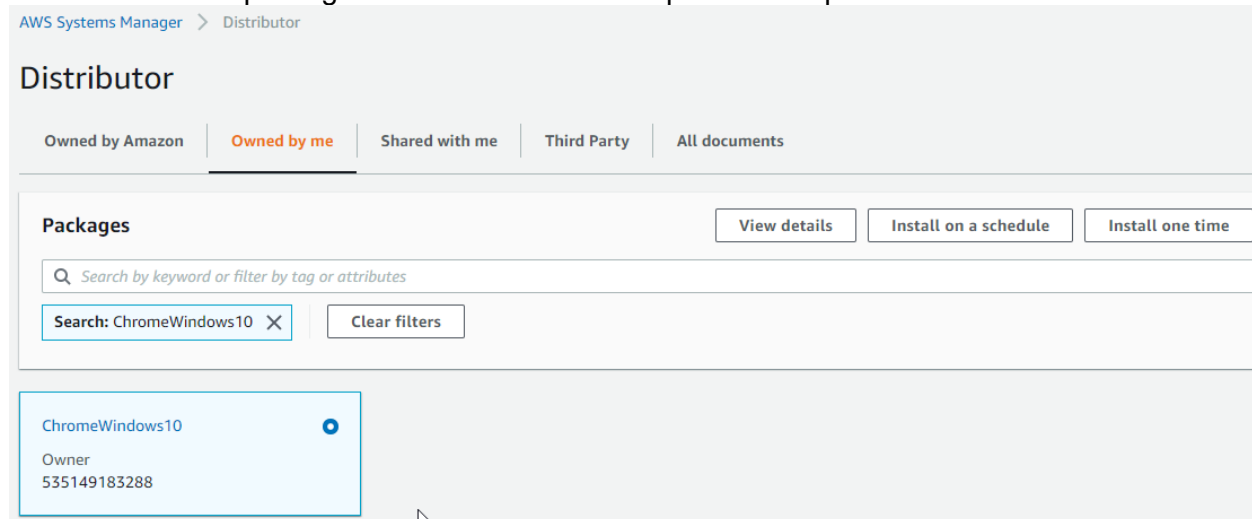 AWS Systems Manager > Distributor
Distributor
Owned by Amazon Owned by me Shared with me Third Party All documents
Packages View details Install on a schedule Install one time
Search by keyword or filter by tag or attributes
Search: ChromeWindows10 Clear filters
ChromeWindows10
Owner
535149183288